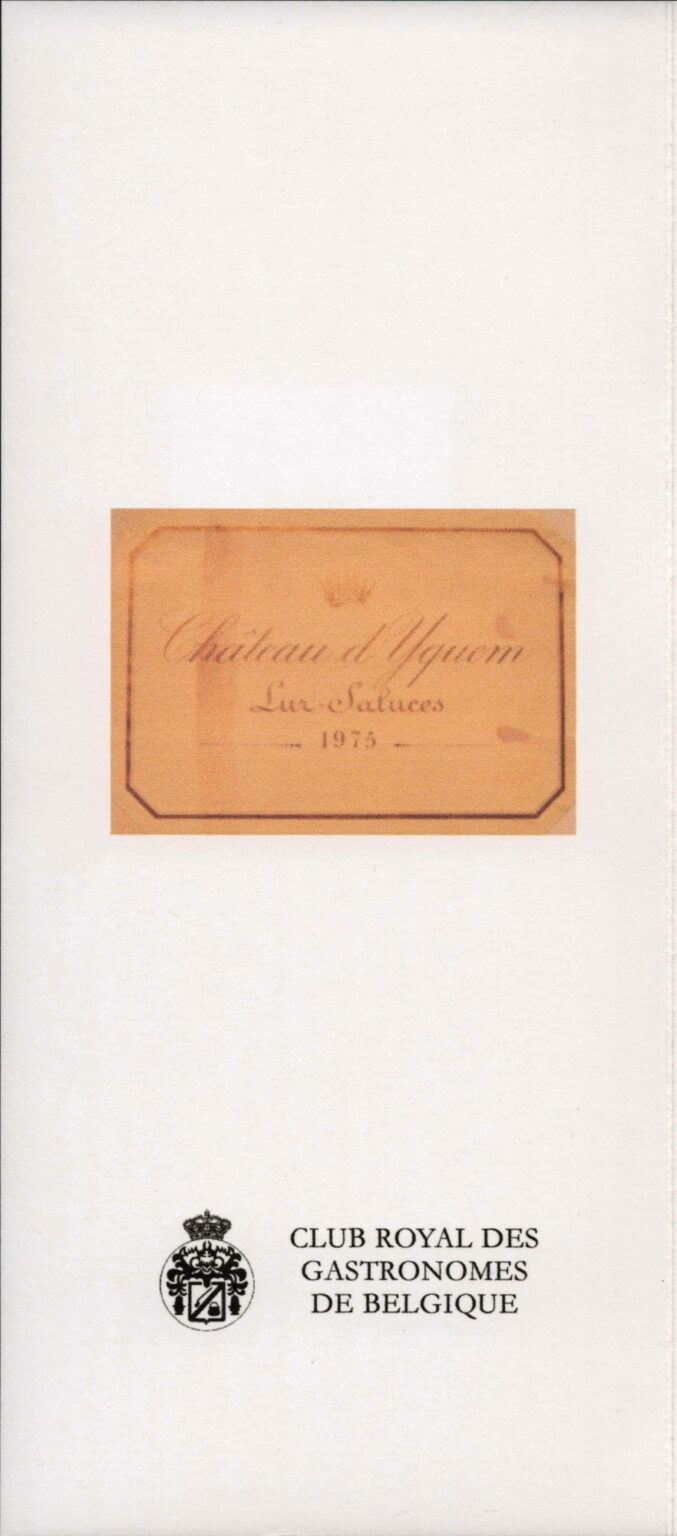 Château d'Yquem
Lur-Saluces
1975
CLUB ROYAL DES
GASTRONOMES
DE BELGIQUE